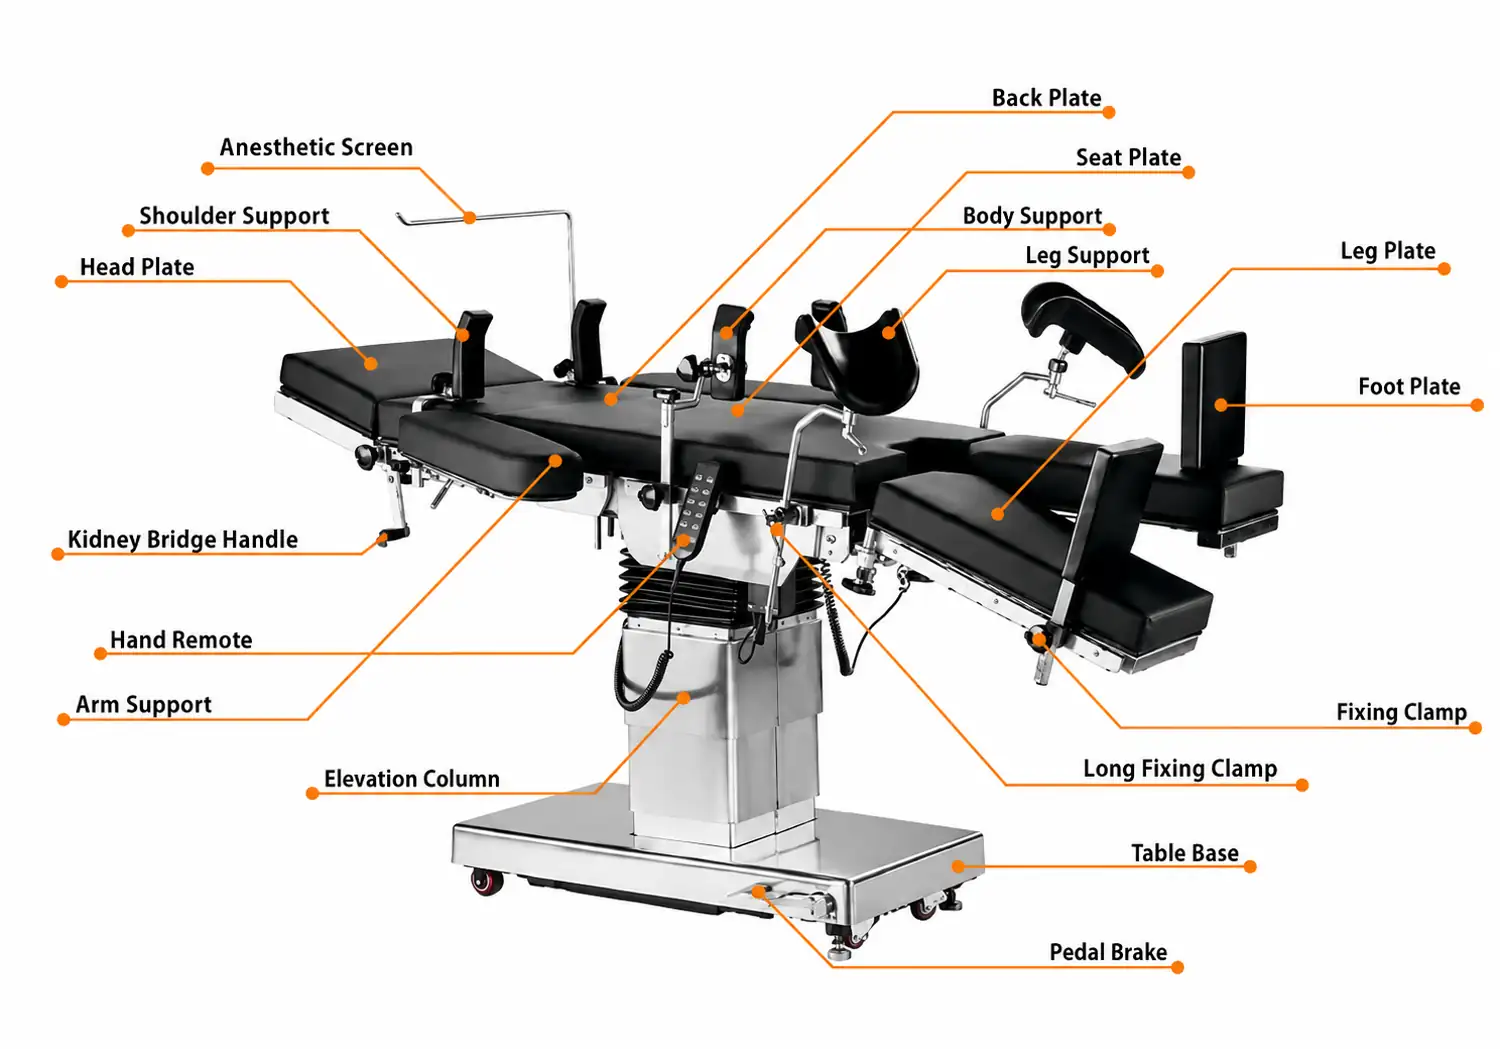 Back Plate
Anesthetic Screen
Seat Plate
Shoulder Support
Body Support
Leg Support
Leg Plate
Head Plate
Foot Plate
Kidney Bridge Handle
Hand Remote
Arm Support
Fixing Clamp
Long Fixing Clamp
Elevation Column
Table Base
Pedal Brake